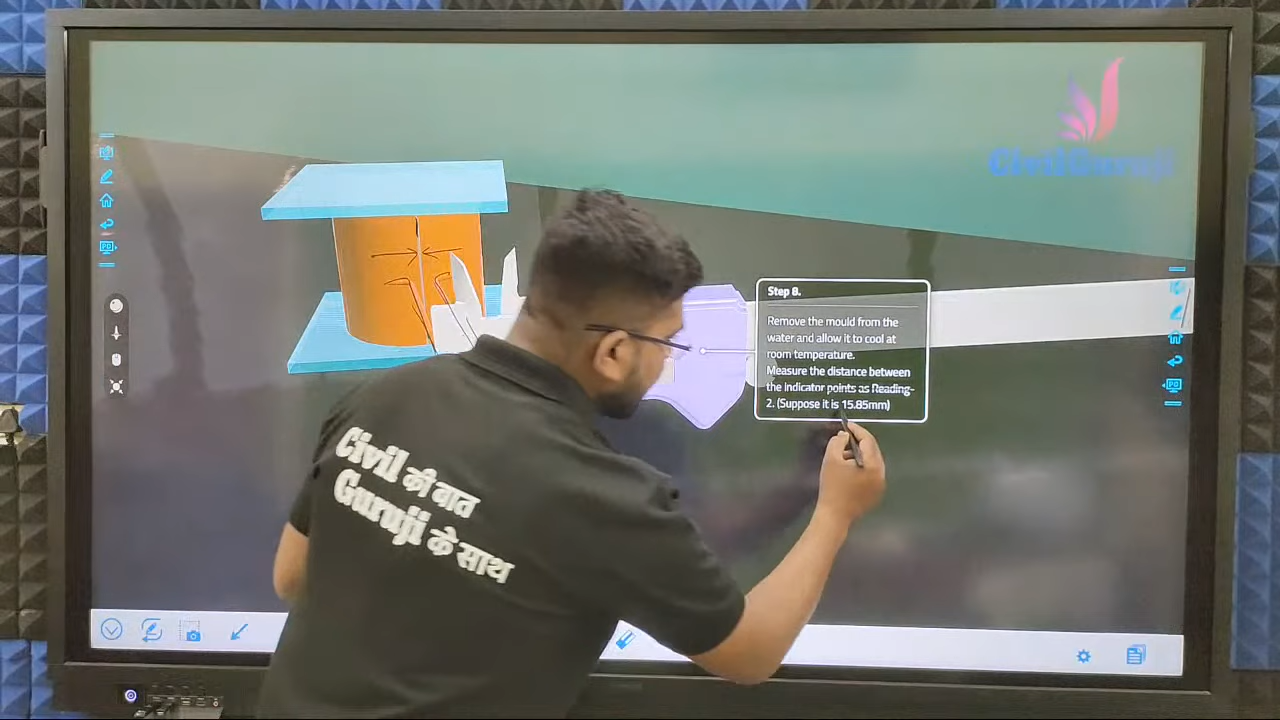 CivilGuruji
Step 8.
Remove the mould from the
water and allow it to cool at
room temperature.
Measure the distance between
the indicator points as Reading-
2. (Suppose it is 15.85mm)
Civil की बात
Guruji के साथ